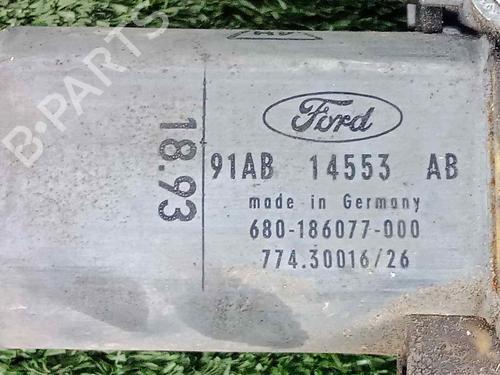 B-PARTS
18.93
Ford
91AB 14553 AB
made in Germany
680-186077-000
774.30016/26